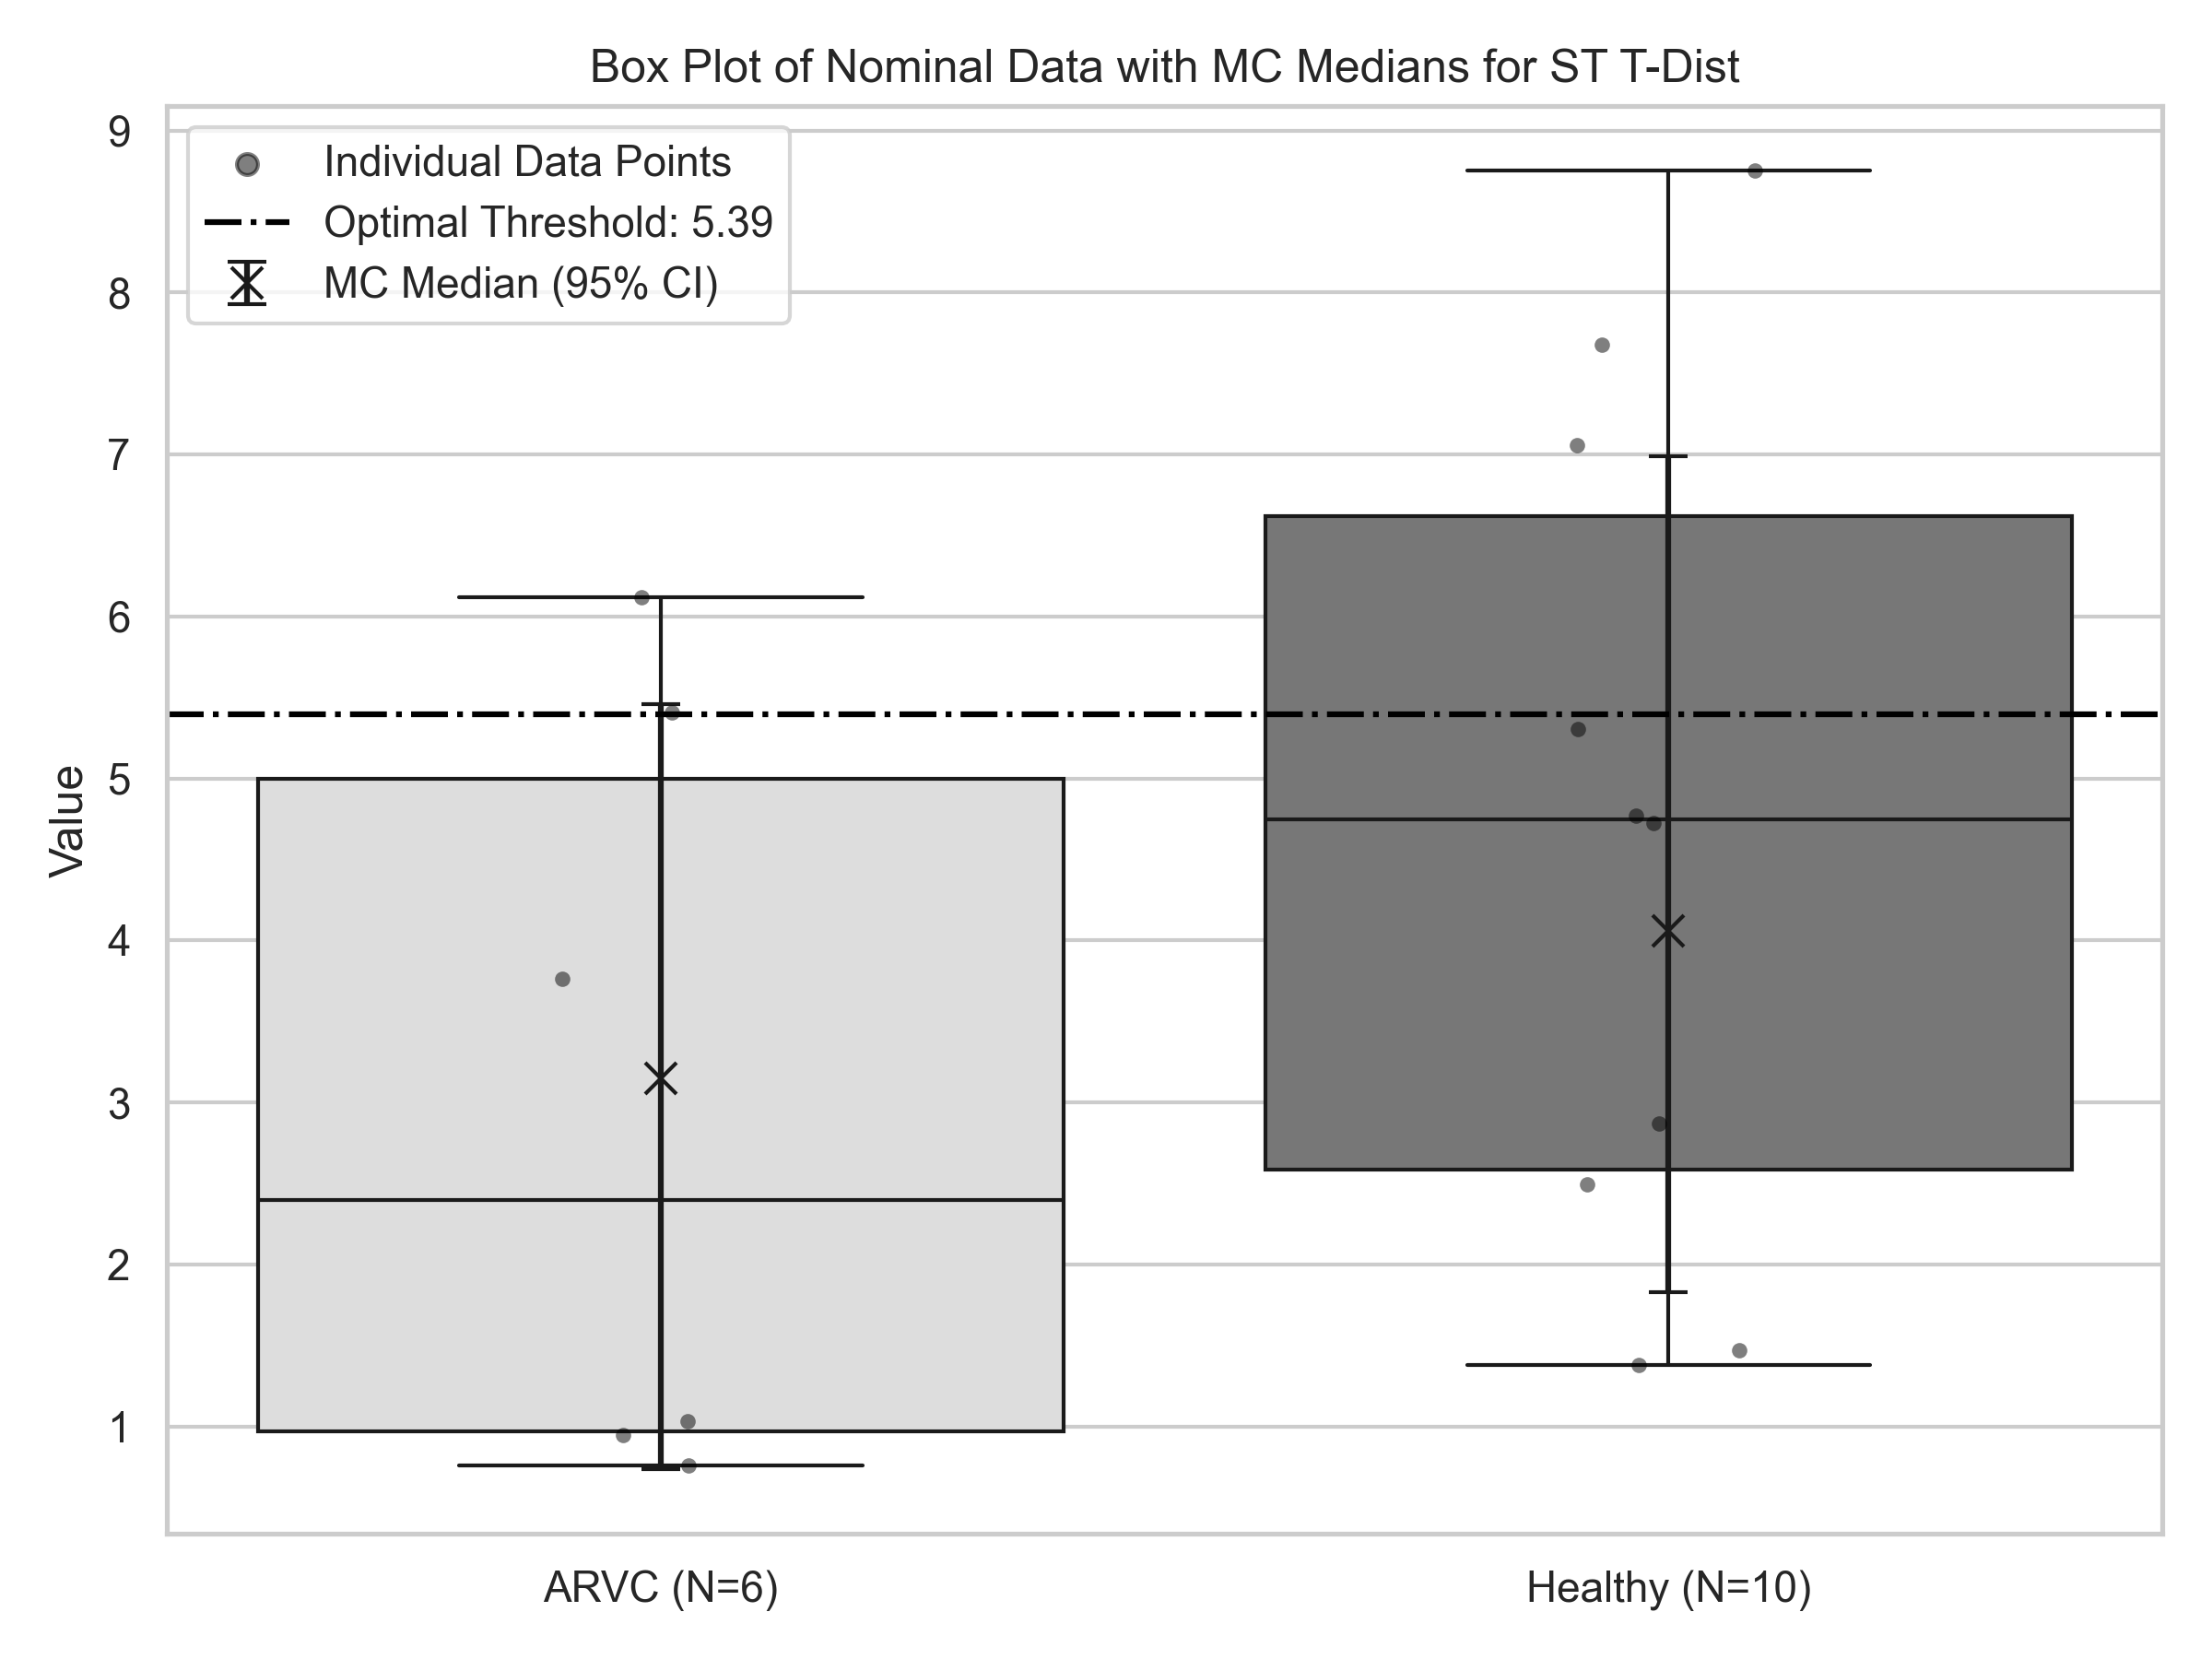 Box Plot of Nominal Data with MC Medians for ST T-Dist
Individual Data Points
Optimal Threshold: 5.39
MC Median (95% CI)
Value
9
8
7
6
5
4
3
2
1
ARVC (N=6)
Healthy (N=10)